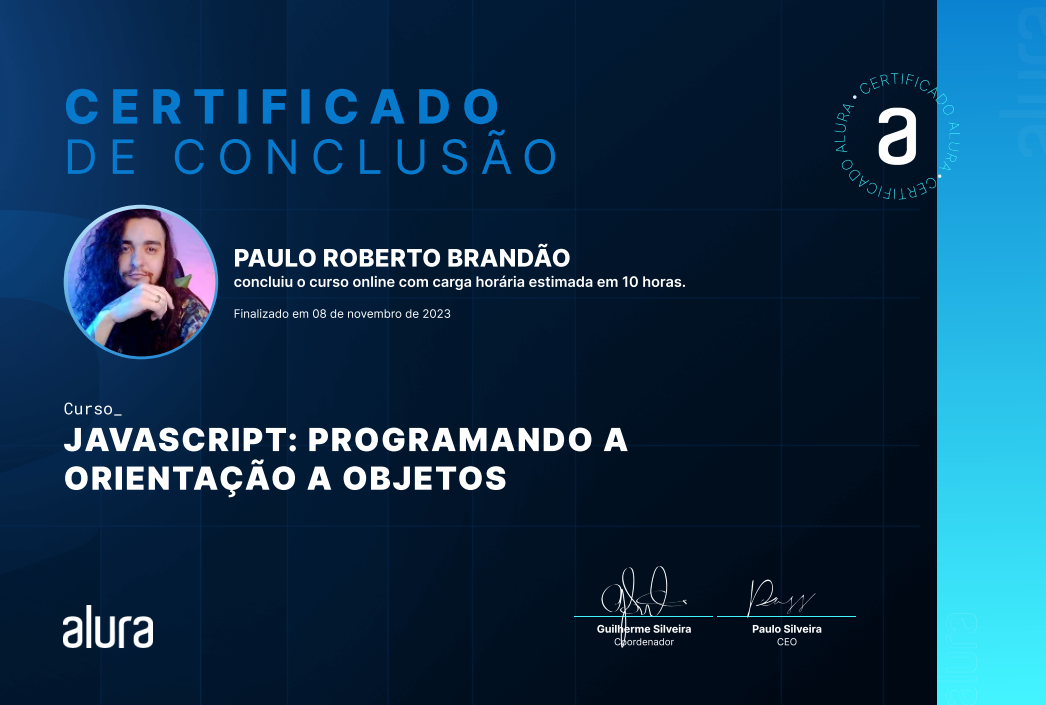 CERTIFICADO
DE CONCLUSÃO
CERTIFICADO ALURA • CERTIFICADO ALURA •
a
PAULO ROBERTO BRANDÃO
concluiu o curso online com carga horária estimada em 10 horas.
Finalizado em 08 de novembro de 2023
Curso_
JAVASCRIPT: PROGRAMANDO A
ORIENTAÇÃO A OBJETOS
alura
Guilherme Silveira
Coordenador
Paulo Silveira
CEO
alura
alura